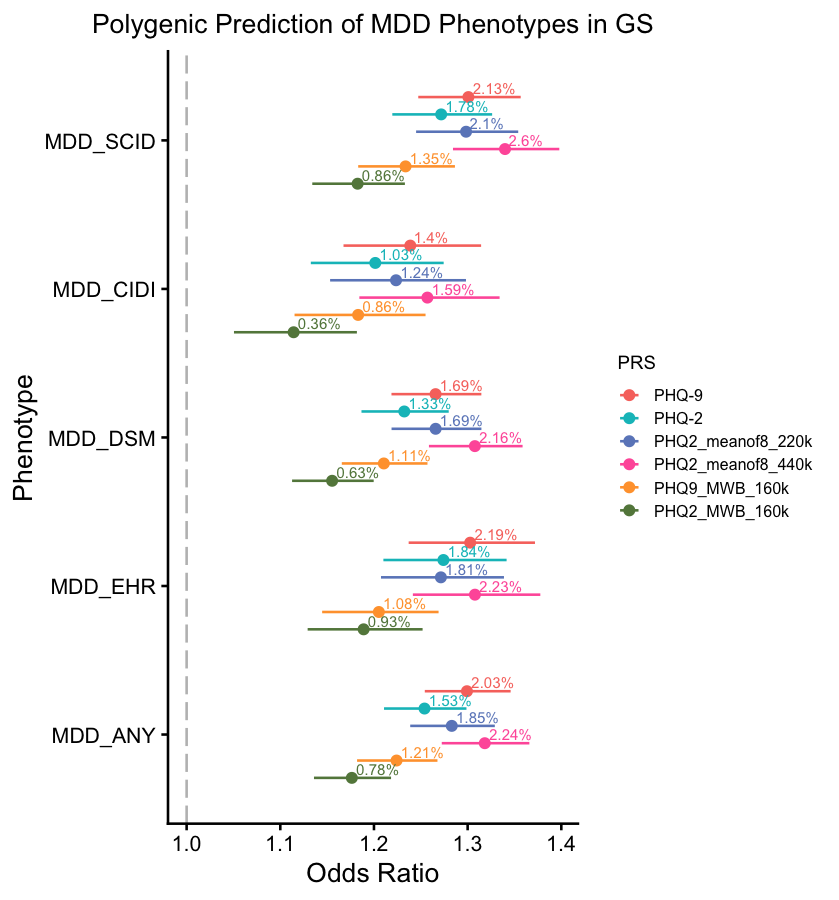 Polygenic Prediction of MDD Phenotypes in GS
Phenotype
MDD_SCID
2.13%
1.78%
2.1%
2.6%
1.35%
0.86%
MDD_CIDI
1.4%
1.03%
1.24%
1.59%
0.86%
0.36%
MDD_DSM
1.69%
1.33%
1.69%
2.16%
1.11%
0.63%
MDD_EHR
2.19%
1.84%
1.81%
2.23%
1.08%
0.93%
MDD_ANY
2.03%
1.53%
1.85%
2.24%
1.21%
0.78%
1.0 1.1 1.2 1.3 1.4
Odds Ratio
PRS
PHQ-9
PHQ-2
PHQ2_meanof8_220k
PHQ2_meanof8_440k
PHQ9_MWB_160k
PHQ2_MWB_160k